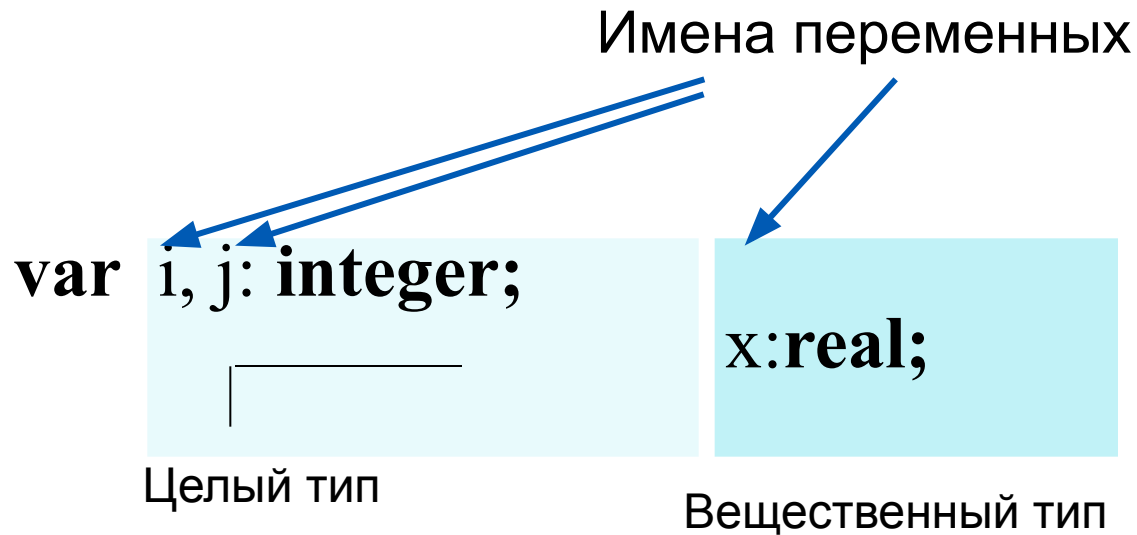 Имена переменных
var i, j: integer;
x:real;
Целый тип
Вещественный тип